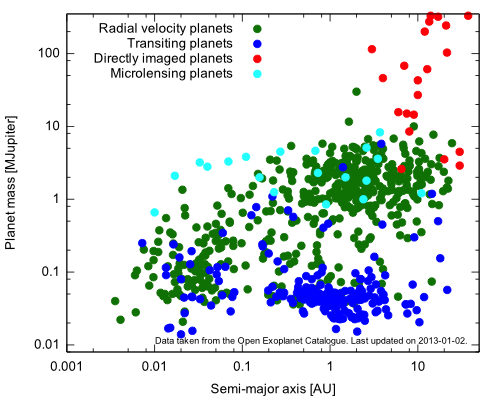 Radial velocity planets
Transiting planets
Directly imaged planets
Microlensing planets
Planet mass [MJupiter]
100
10
1
0.1
0.01
Data taken from the Open Exoplanet Catalogue. Last updated on 2013-01-02.
0.001 0.01 0.1 1 10
Semi-major axis [AU]